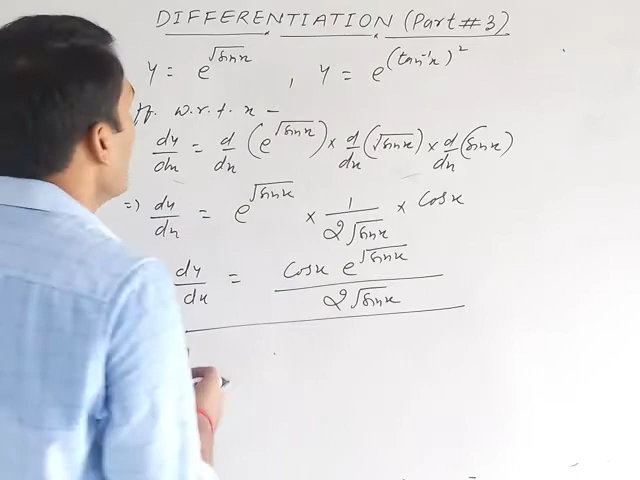 DIFFERENTIATION (Part # 3)
y = e^√sinx , y = e^(tan⁻¹x)²
ff. w.r.t. x –
dy/dx = d/dx (e^√sinx) × d/dx (√sinx) × d/dx (sinx)
=) dy/dx = e^√sinx × 1/2√sinx × cosx
dy/dx = cosx e^√sinx / 2√sinx